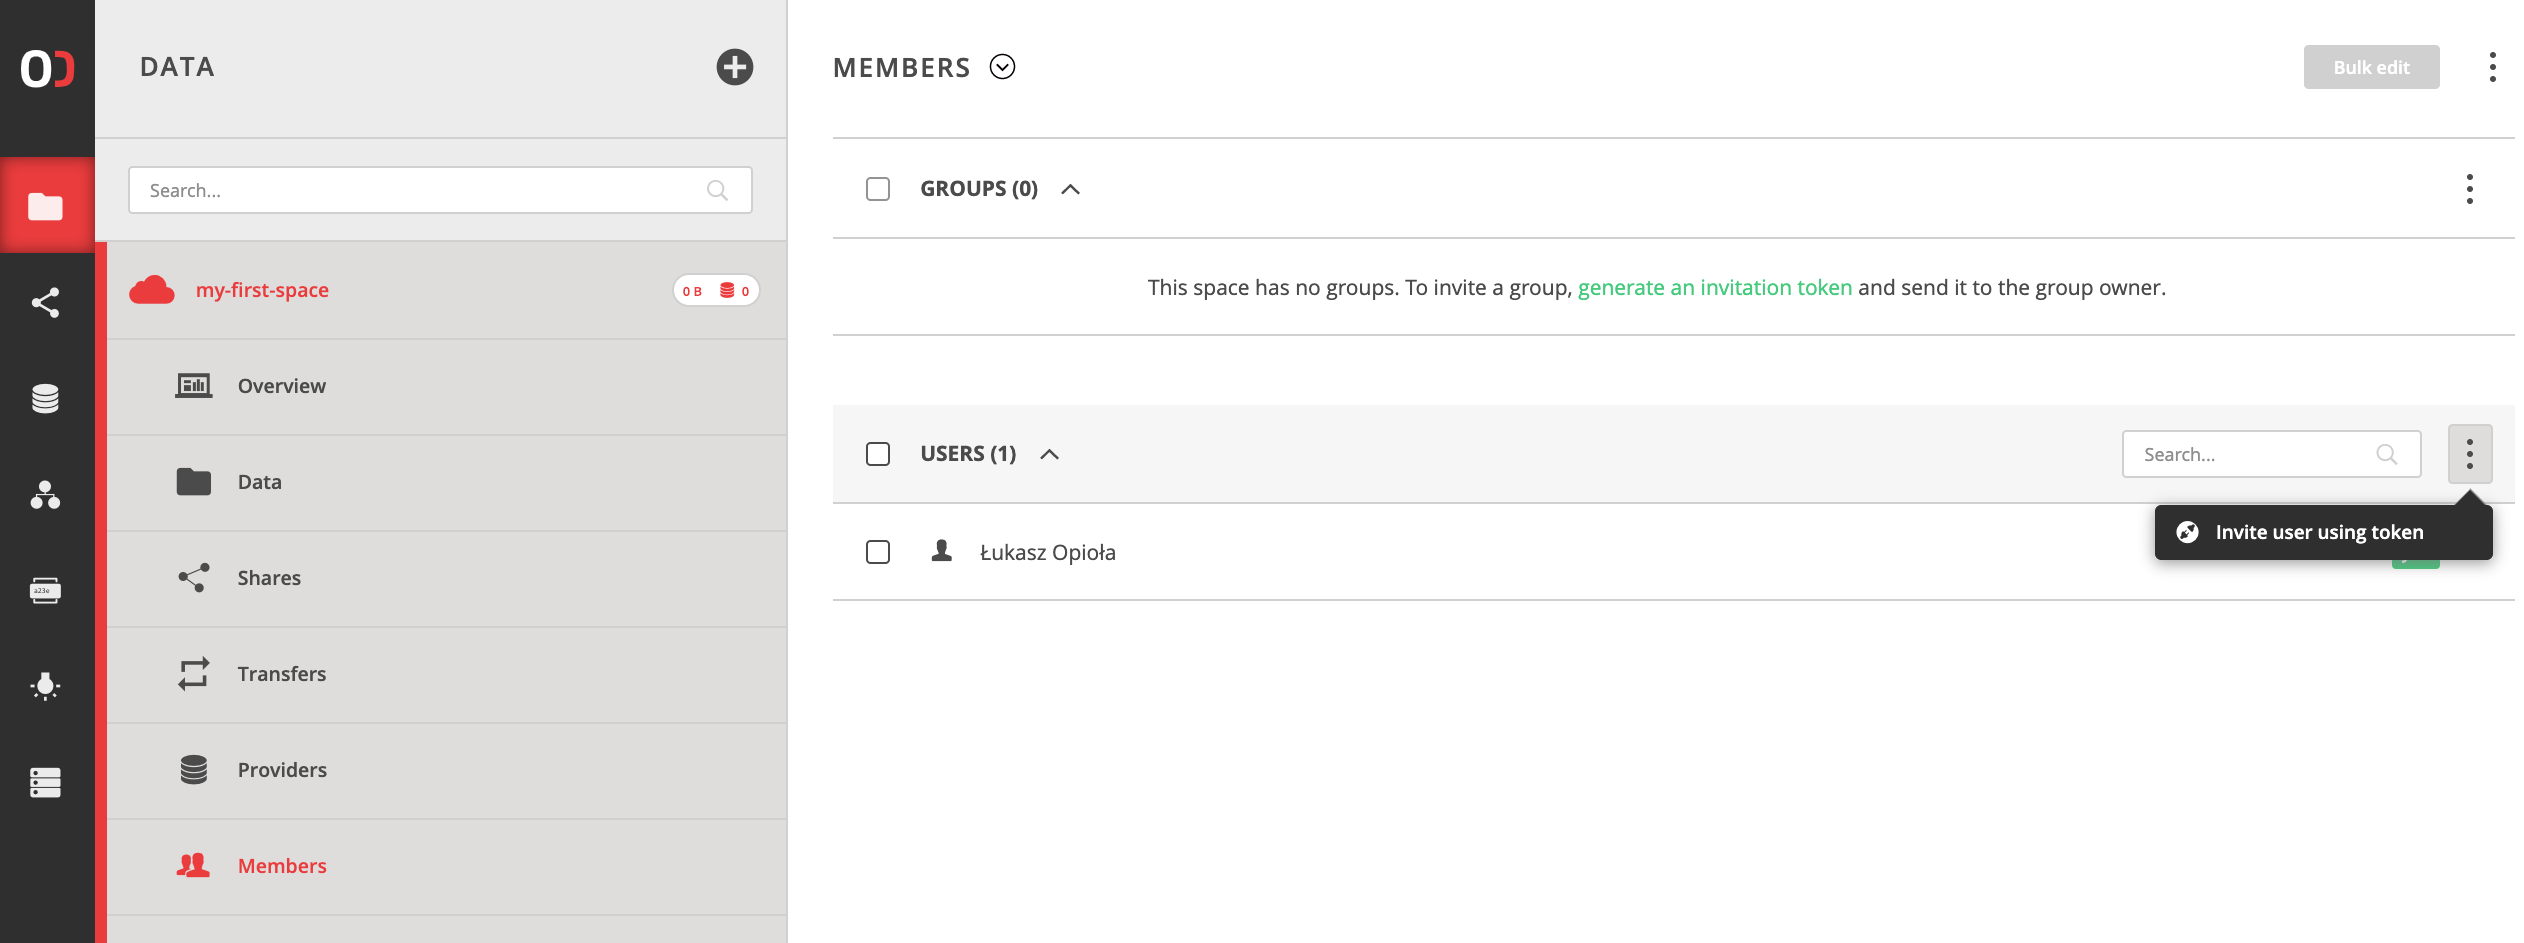 DATA
Search...
my-first-space
0 B 0
Overview
Data
Shares
Transfers
Providers
Members
a23e
MEMBERS
Bulk edit
GROUPS (0)
This space has no groups. To invite a group, generate an invitation token and send it to the group owner.
USERS (1)
Search...
Invite user using token
Łukasz Opioła